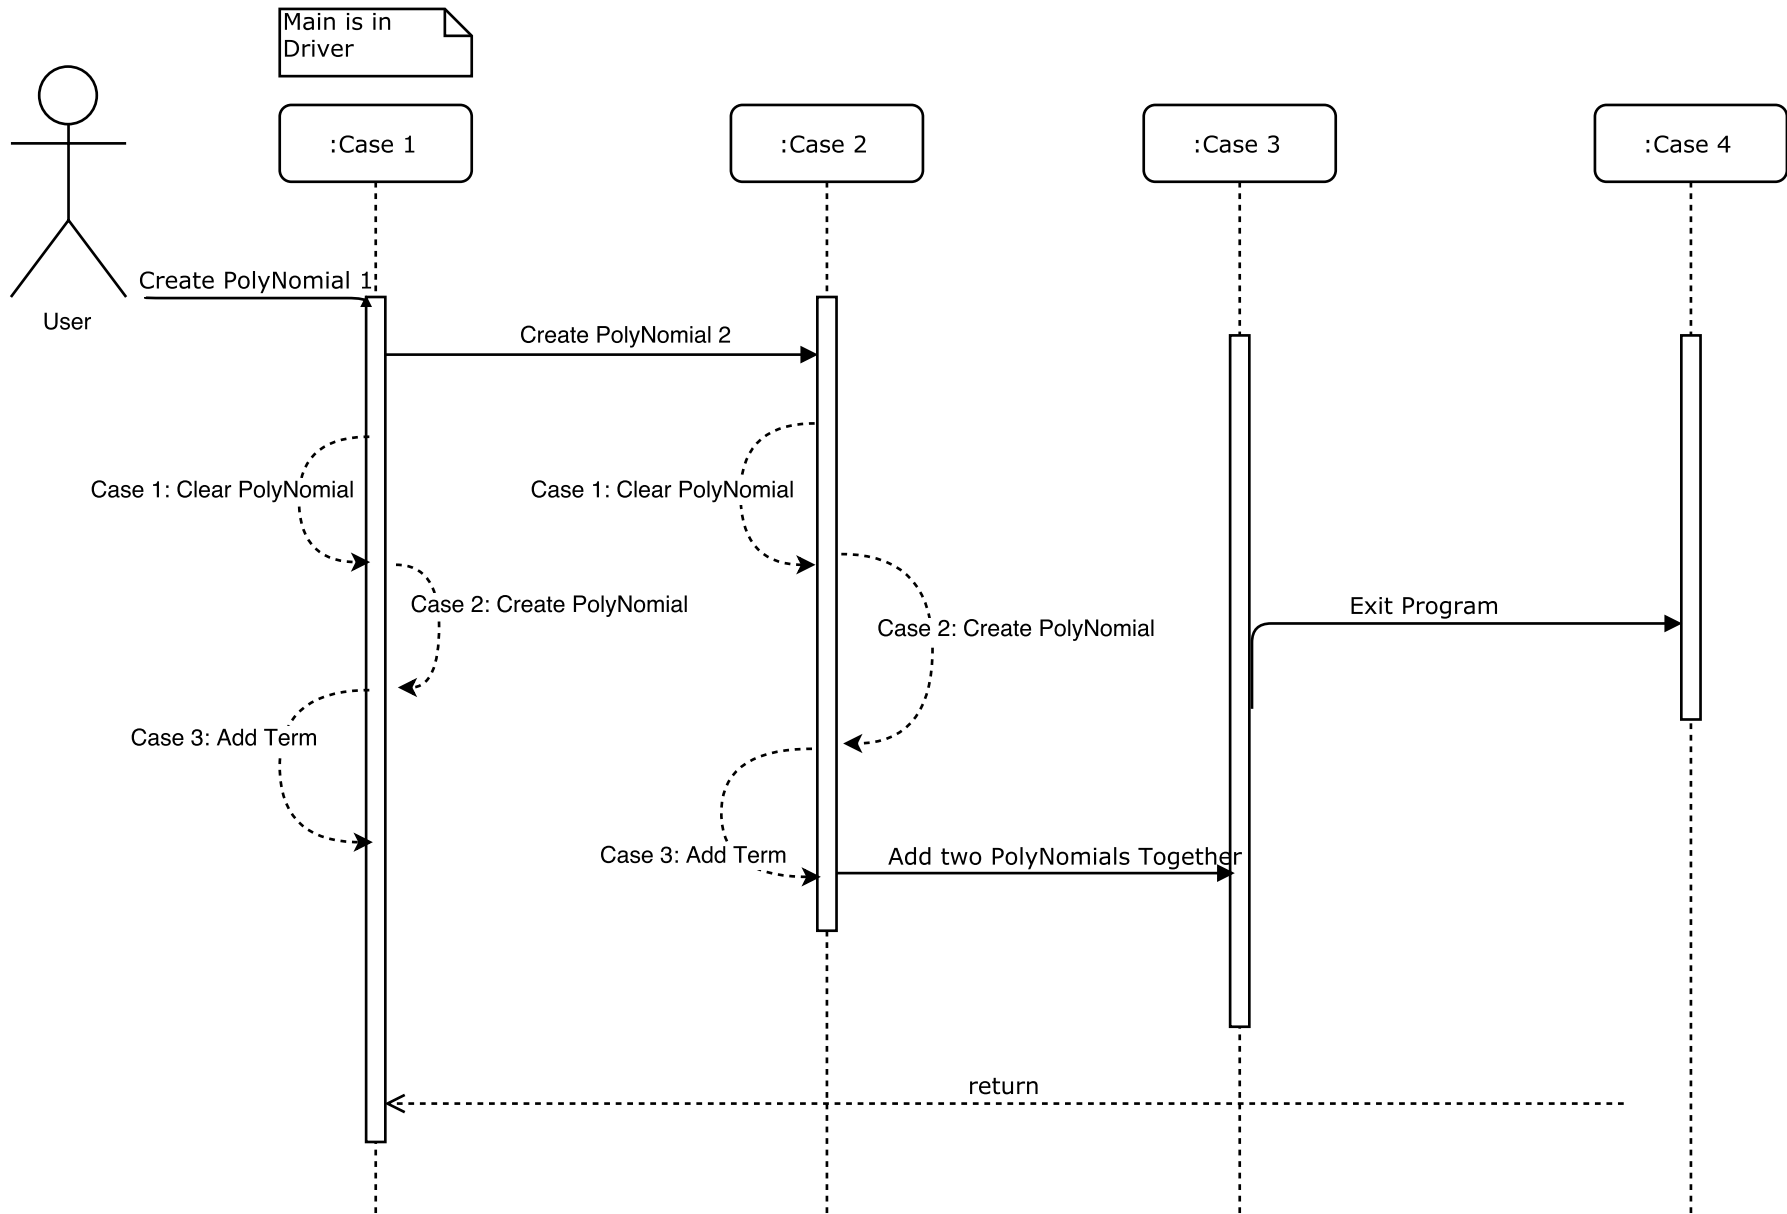 Main is in
Driver
:Case 1
:Case 2
:Case 3
:Case 4
Create PolyNomial 1
User
Create PolyNomial 2
Case 1: Clear PolyNomial
Case 1: Clear PolyNomial
Case 2: Create PolyNomial
Exit Program
Case 2: Create PolyNomial
Case 3: Add Term
Case 3: Add Term
Add two PolyNomials Together
return